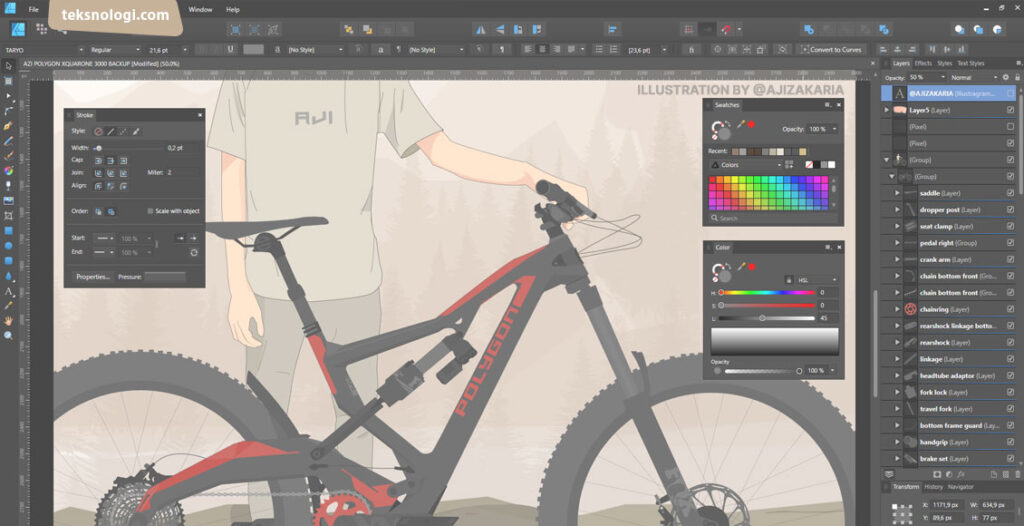 teksnologi.com
File
Window
Help
TARYO
Regular
21,6 pt
[No Style]
[No Style]
[23,6 pt]
Convert to Curves
AZI POLYGON XQUARONE 3000 BACKUP [Modified] (50.0%)
ILLUSTRATION BY @AJIZAKARIA
AJI
POLYGON
Stroke
Style:
Width:
0,2 pt
Cap:
Join:
Miter: 2
Align:
Order:
Scale with object
Start:
100 %
End:
100 %
Properties...
Pressure:
Swatches
Opacity: 100 %
Recent:
Colors
Search
Color
HSL
H: 0
S: 0
L: 45
Opacity
100 %
Layers
Effects
Styles
Text Styles
Opacity: 50 %
Normal
@AJIZAKARIA (Illustragram...
Layer5 (Layer)
(Pixel)
(Pixel)
(Group)
(Group)
saddle (Layer)
dropper post (Layer)
seat clamp (Layer)
pedal right (Group)
crank arm (Layer)
chain bottom front (Gro...
chain bottom front (Gro...
chainring (Layer)
rearshock linkage botto...
rearshock (Layer)
linkage (Layer)
headtube adaptor (Layer)
fork lock (Layer)
travel fork (Layer)
bottom frame guard (Lay...
handgrip (Layer)
brake set (Layer)
Transform
History
Navigator
X: 1171,9 px
W: 634,9 px
Y: 89,6 px
H: 77 px